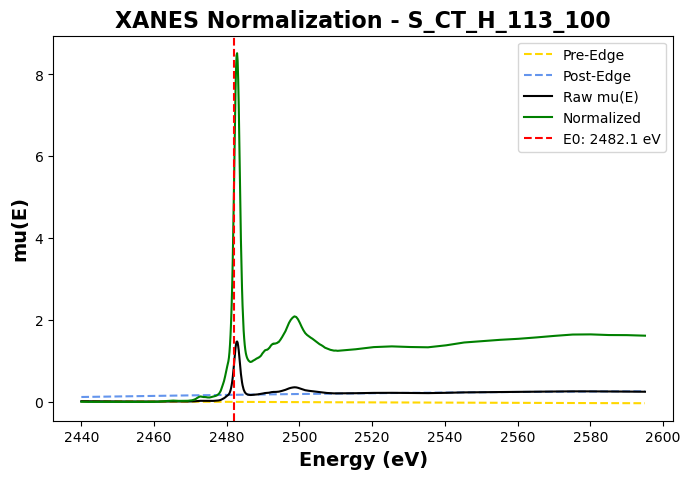 XANES Normalization - S_CT_H_113_100
Pre-Edge
Post-Edge
Raw mu(E)
Normalized
E0: 2482.1 eV
mu(E)
8
6
4
2
0
2440 2460 2480 2500 2520 2540 2560 2580 2600
Energy (eV)